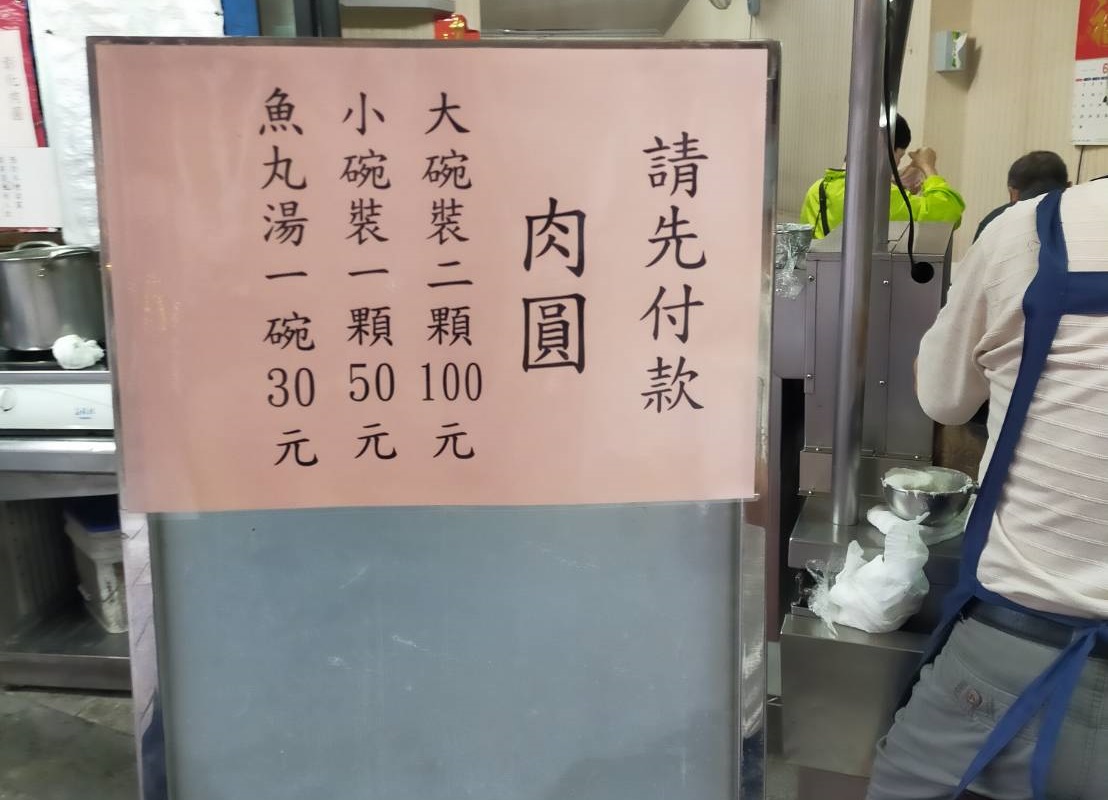 請先付款
肉圓
大碗裝二顆100元
小碗裝一顆50元
魚丸湯一碗30元